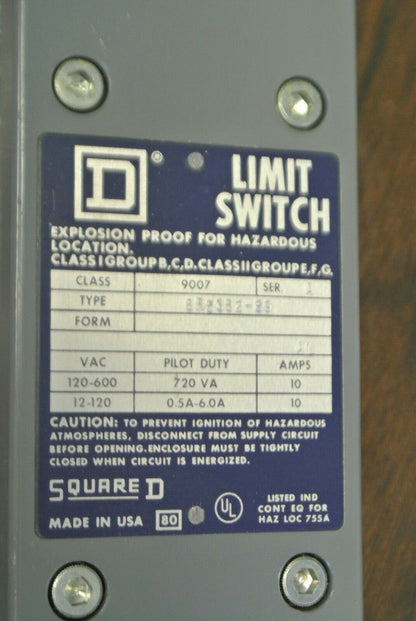 D ®
LIMIT
SWITCH
EXPLOSION PROOF FOR HAZARDOUS
LOCATION.
CLASS I GROUP B,C,D. CLASS II GROUP E,F,G.
CLASS 9007 SER.
TYPE
FORM
VAC PILOT DUTY AMPS
120-600 720 VA 10
12-120 0.5A-6.0A 10
CAUTION: TO PREVENT IGNITION OF HAZARDOUS
ATMOSPHERES, DISCONNECT FROM SUPPLY CIRCUIT
BEFORE OPENING. ENCLOSURE MUST BE TIGHTLY
CLOSED WHEN CIRCUIT IS ENERGIZED.
SQUARE D
MADE IN USA 80 UL
LISTED IND
CONT EQ FOR
HAZ LOC 755A